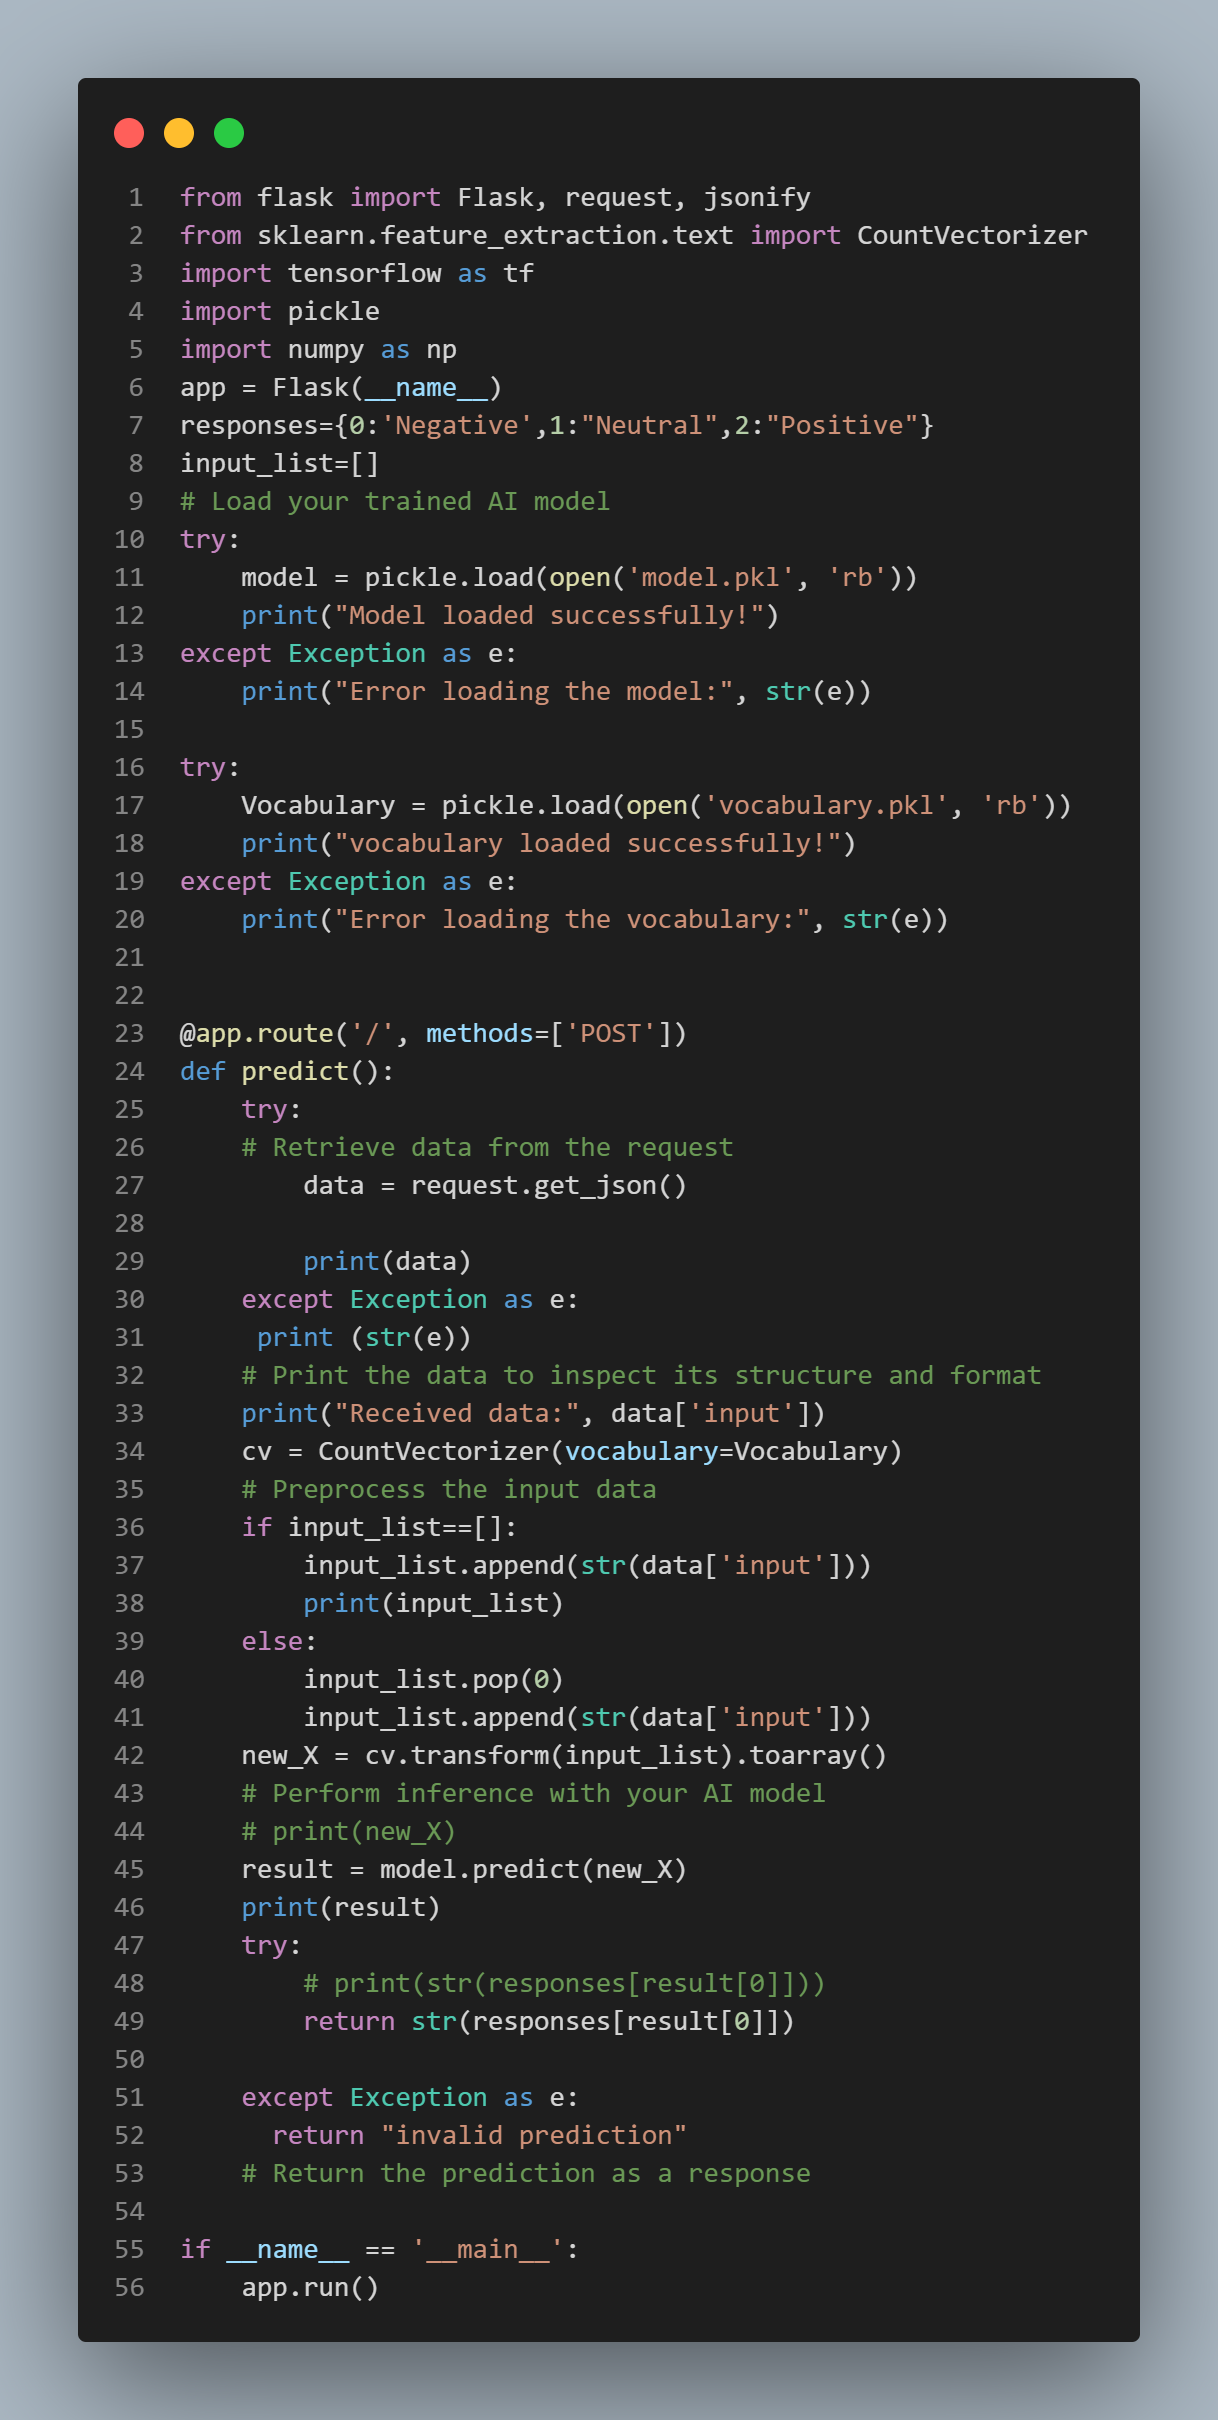 1 from flask import Flask, request, jsonify
2 from sklearn.feature_extraction.text import CountVectorizer
3 import tensorflow as tf
4 import pickle
5 import numpy as np
6 app = Flask(__name__)
7 responses={0:'Negative',1:"Neutral",2:"Positive"}
8 input_list=[]
9 # Load your trained AI model
10 try:
11     model = pickle.load(open('model.pkl', 'rb'))
12     print("Model loaded successfully!")
13 except Exception as e:
14     print("Error loading the model:", str(e))
15
16 try:
17     Vocabulary = pickle.load(open('vocabulary.pkl', 'rb'))
18     print("vocabulary loaded successfully!")
19 except Exception as e:
20     print("Error loading the vocabulary:", str(e))
21
22
23 @app.route('/', methods=['POST'])
24 def predict():
25     try:
26     # Retrieve data from the request
27         data = request.get_json()
28
29         print(data)
30     except Exception as e:
31      print (str(e))
32     # Print the data to inspect its structure and format
33     print("Received data:", data['input'])
34     cv = CountVectorizer(vocabulary=Vocabulary)
35     # Preprocess the input data
36     if input_list==[]:
37         input_list.append(str(data['input']))
38         print(input_list)
39     else:
40         input_list.pop(0)
41         input_list.append(str(data['input']))
42     new_X = cv.transform(input_list).toarray()
43     # Perform inference with your AI model
44     # print(new_X)
45     result = model.predict(new_X)
46     print(result)
47     try:
48         # print(str(responses[result[0]]))
49         return str(responses[result[0]])
50
51     except Exception as e:
52       return "invalid prediction"
53     # Return the prediction as a response
54
55 if __name__ == '__main__':
56     app.run()